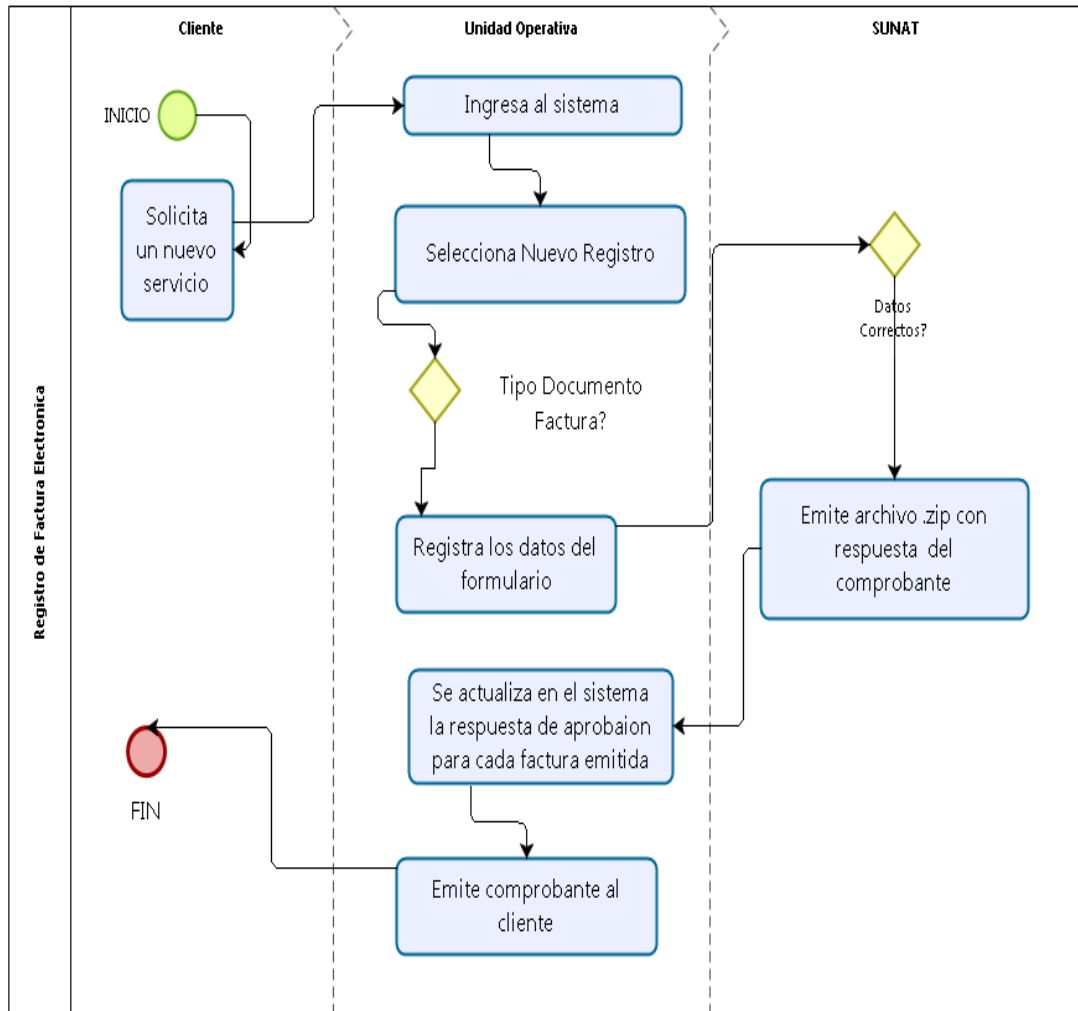 Registro de Factura Electronica
Cliente
Unidad Operativa
SUNAT
INICIO
Solicita
un nuevo
servicio
Ingresa al sistema
Selecciona Nuevo Registro
Tipo Documento
Factura?
Registra los datos del
formulario
Datos
Correctos?
Emite archivo .zip con
respuesta del
comprobante
Se actualiza en el sistema
la respuesta de aprobaion
para cada factura emitida
Emite comprobante al
cliente
FIN